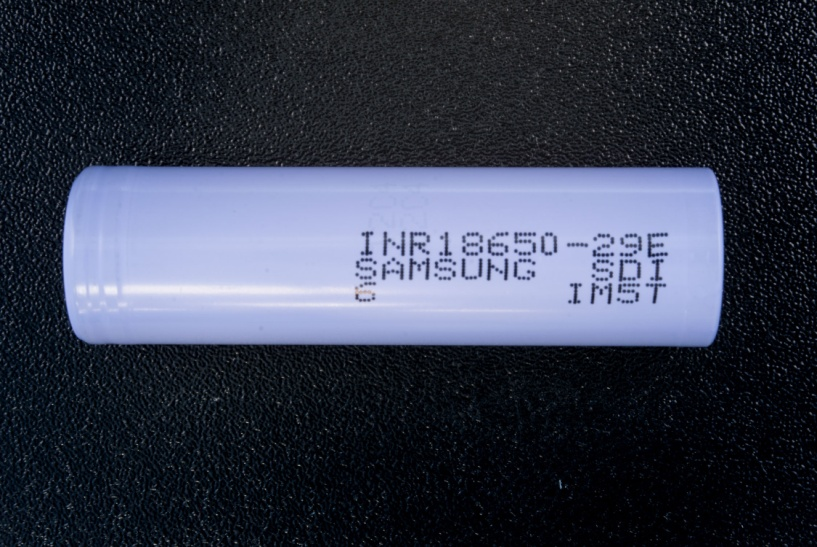 INR18650-29E
SAMSUNG SDI
6 IM5T